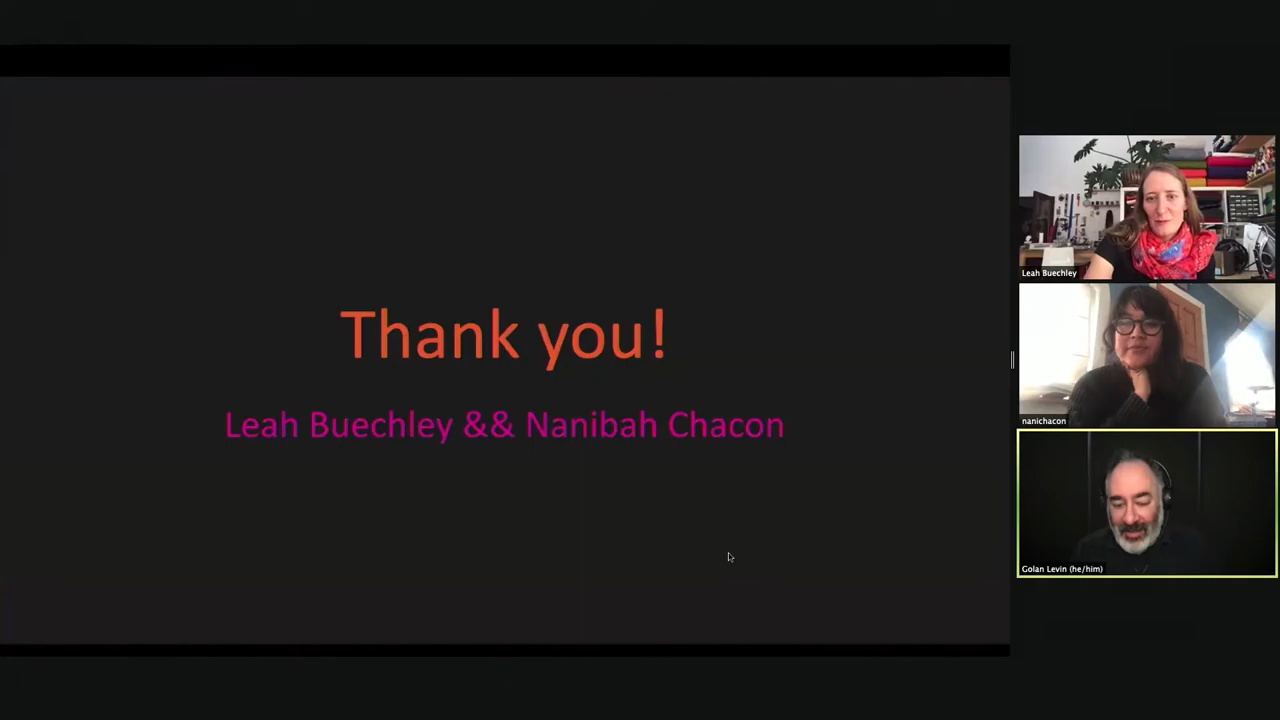 Thank you!
Leah Buechley && Nanibah Chacon
Leah Buechley
nanichacon
Golan Levin (he/him)